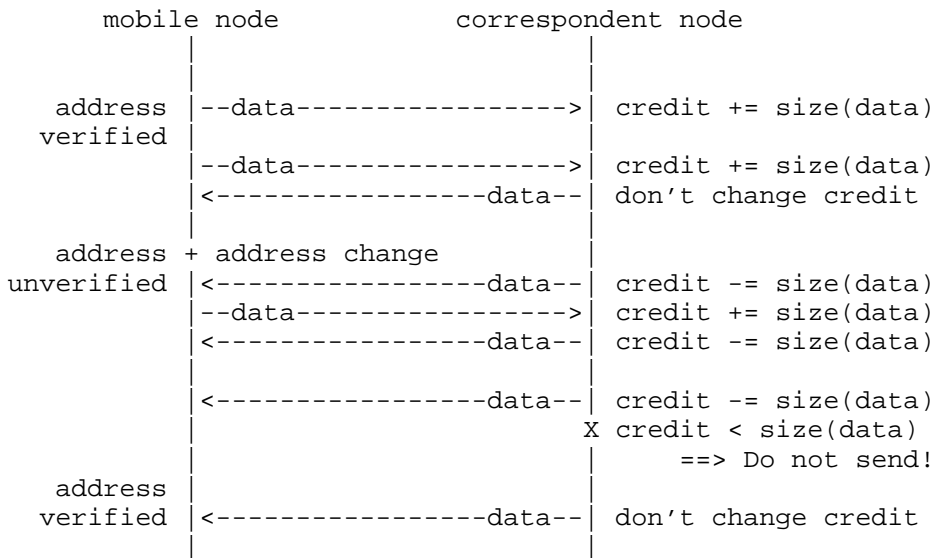 mobile node               correspondent node
     |                        |
     |                        |
address |--data----------------->| credit += size(data)
verified |                        |
     |--data----------------->| credit += size(data)
     |<-----------------data--| don't change credit
     |                        |
address + address change         |
unverified |<-----------------data--| credit -= size(data)
     |--data----------------->| credit += size(data)
     |<-----------------data--| credit -= size(data)
     |                        |
     |<-----------------data--| credit -= size(data)
     |                        X credit < size(data)
     |                        |     ==> Do not send!
address |                        |
verified |<-----------------data--| don't change credit
     |                        |